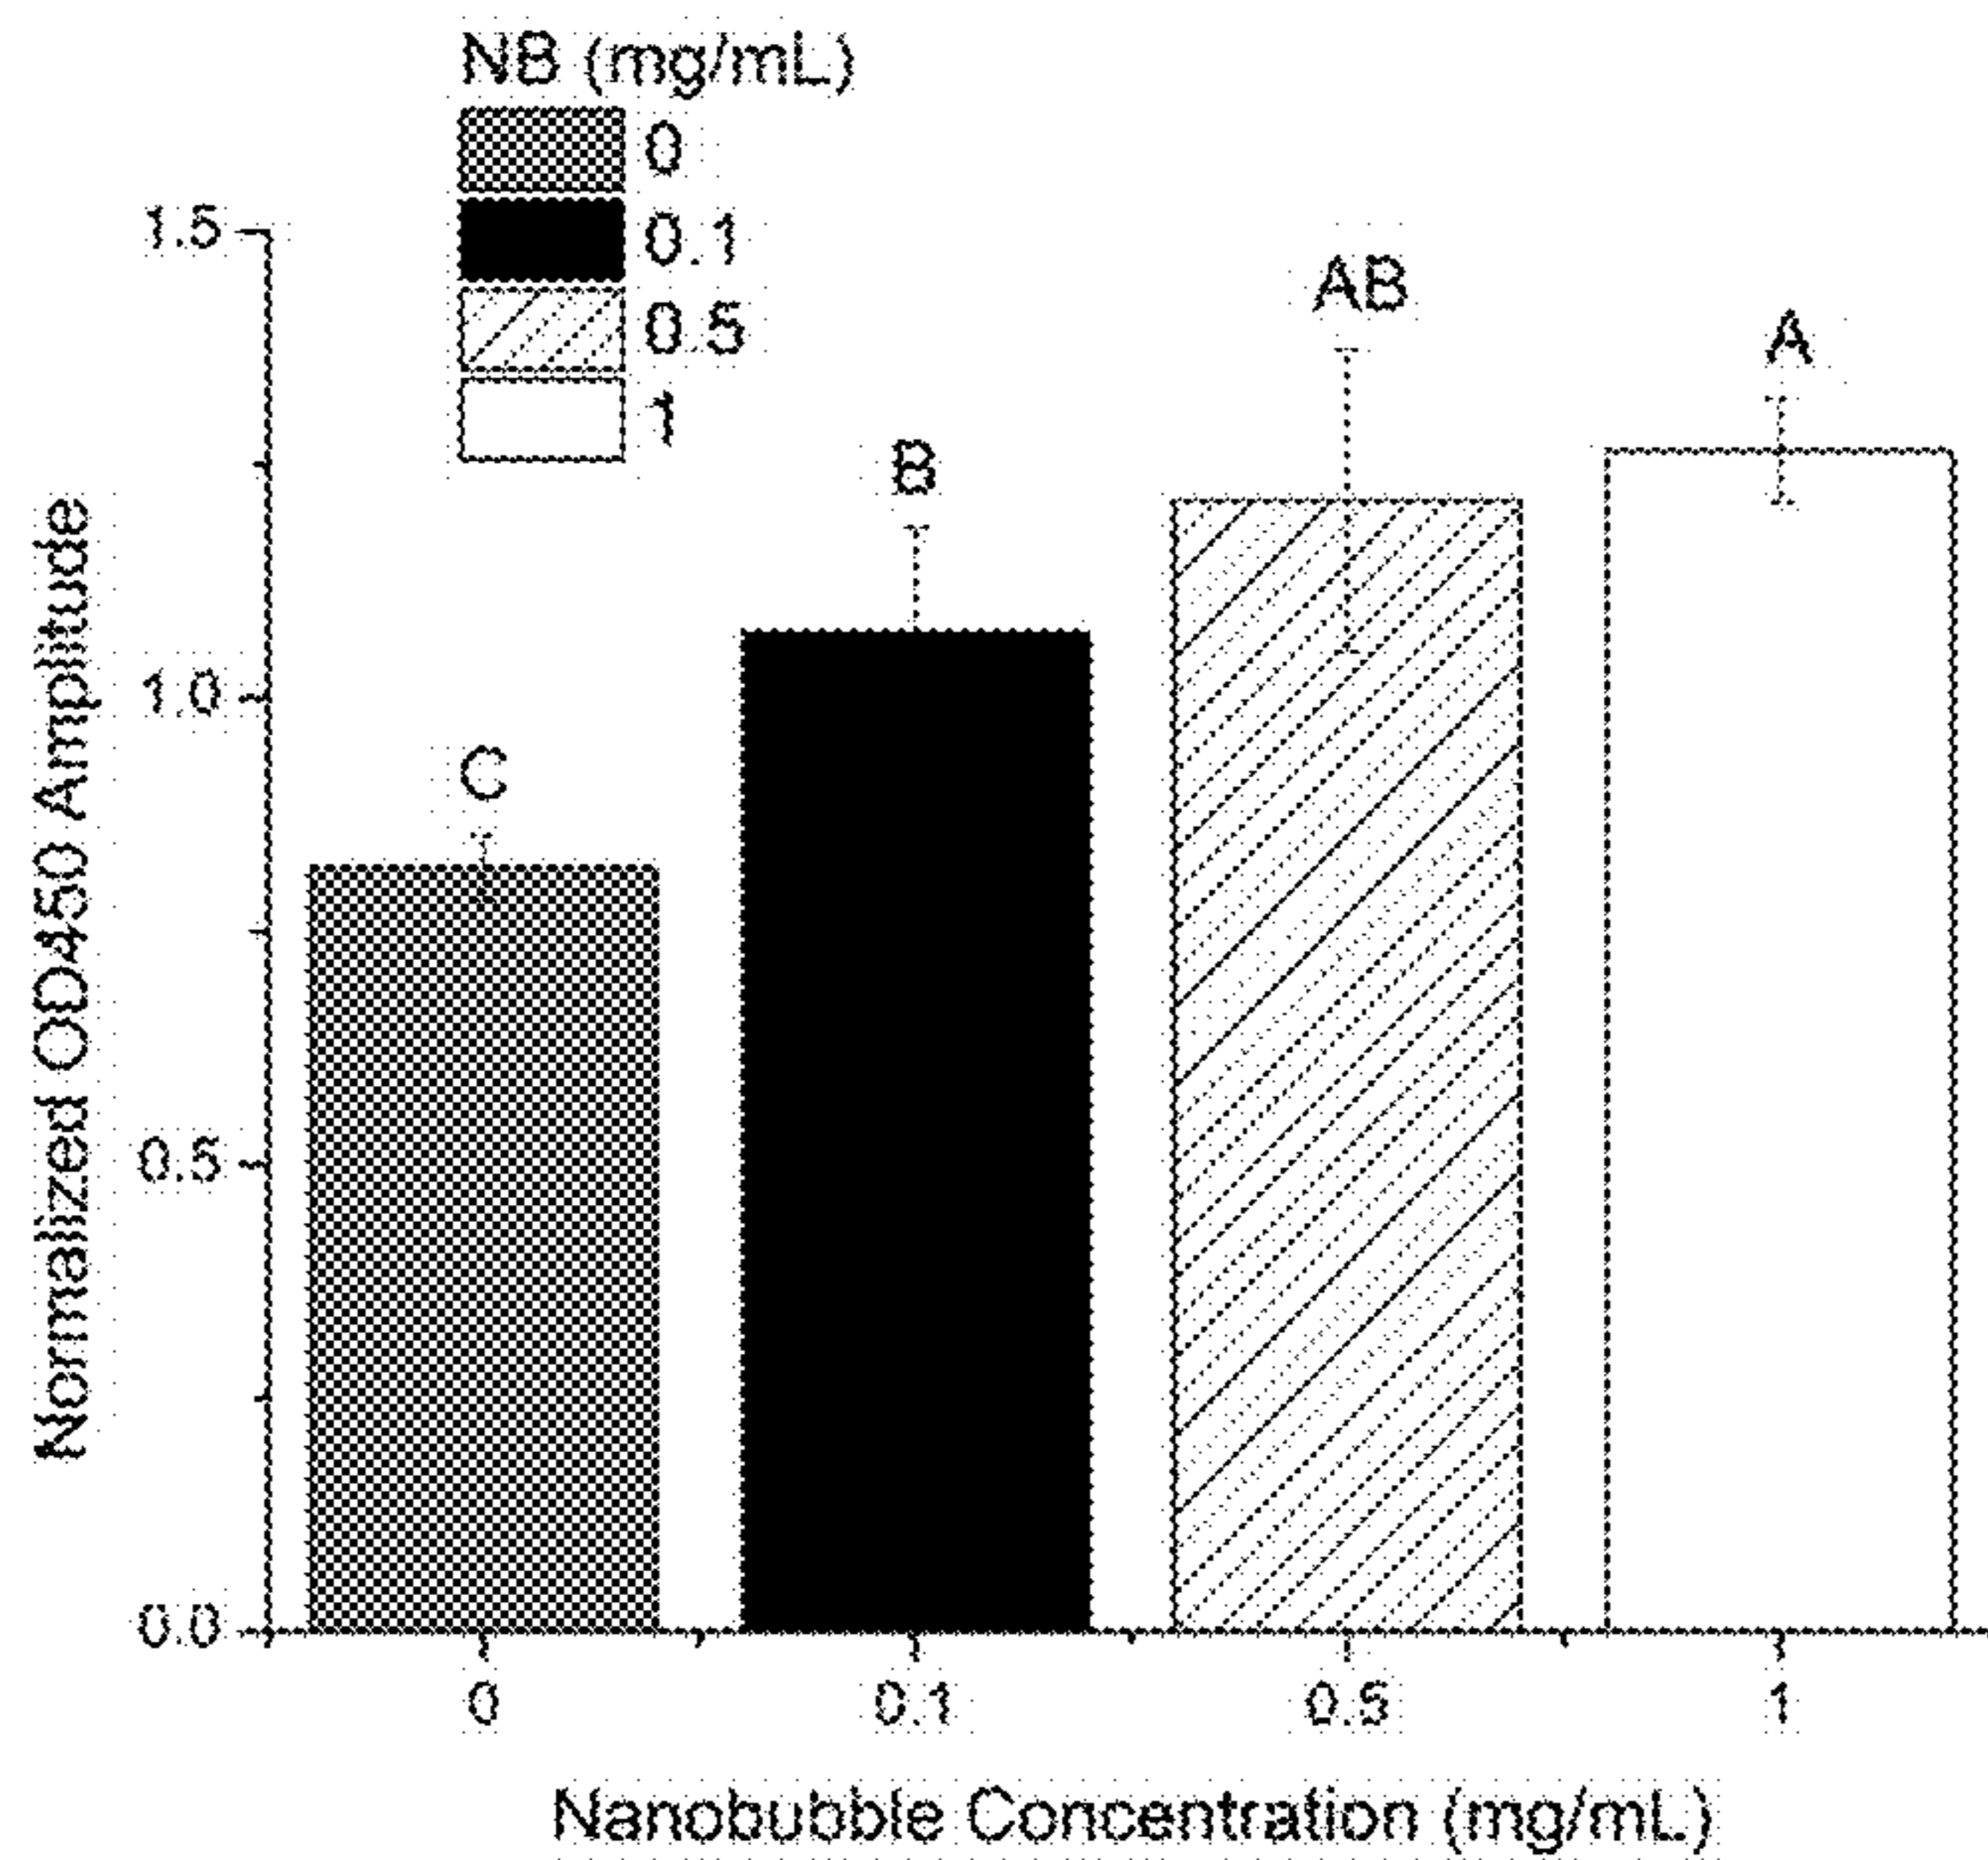 NB (mg/mL)
0
0.1
0.5
1
1.5
1.0
0.5
0.0
Normalized OD450 Amplitude
C
B
AB
A
0
0.1
0.5
1
Nanobubble Concentration (mg/mL)